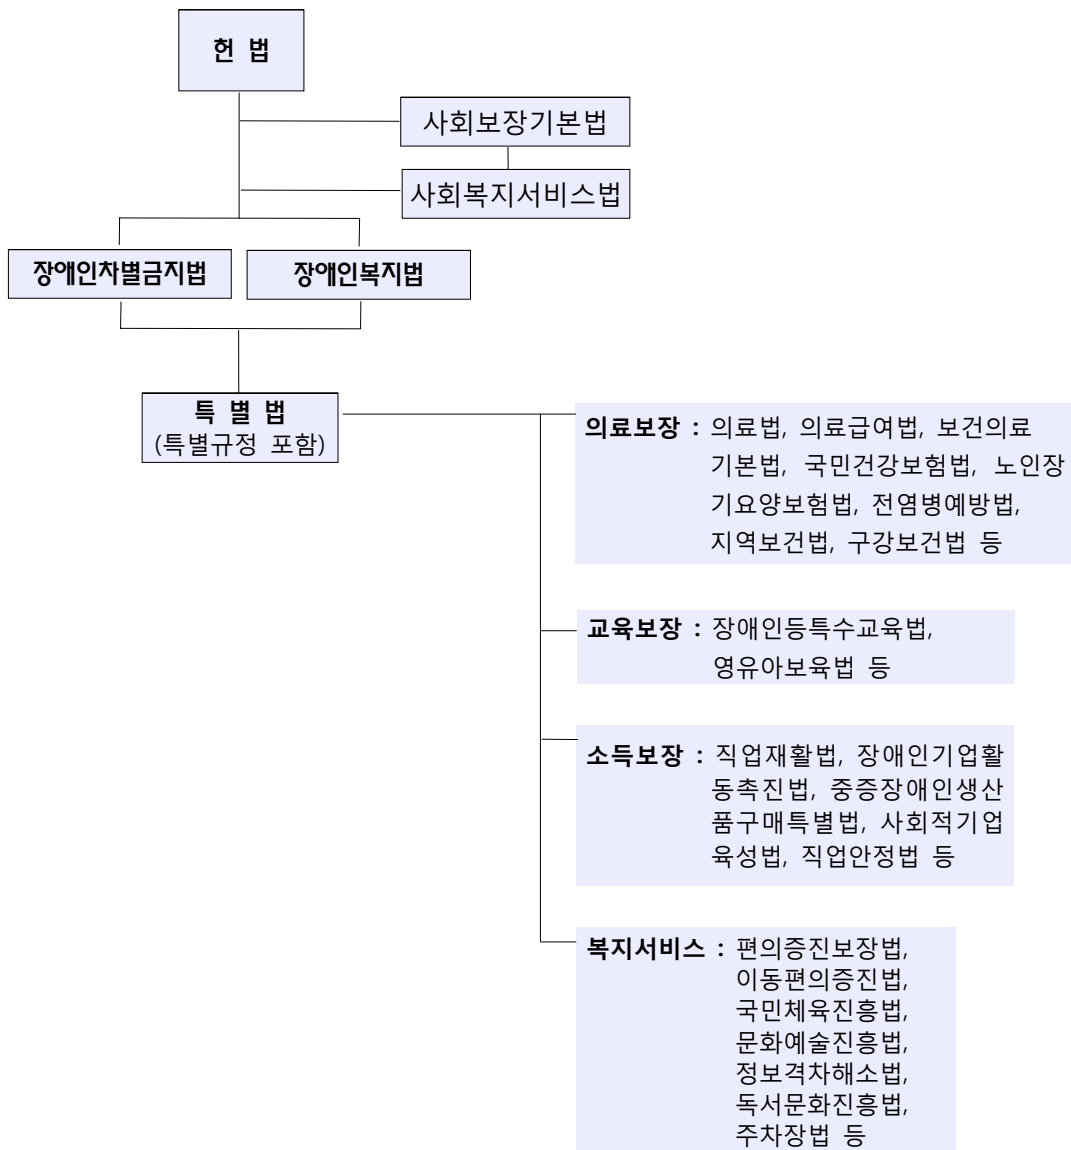 헌 법
사회보장기본법
사회복지서비스법
장애인차별금지법
장애인복지법
특 별 법
(특별규정 포함)
의료보장 : 의료법, 의료급여법, 보건의료
기본법, 국민건강보험법, 노인장
기요양보험법, 전염병예방법,
지역보건법, 구강보건법 등
교육보장 : 장애인등특수교육법,
영유아보육법 등
소득보장 : 직업재활법, 장애인기업활
동촉진법, 중증장애인생산
품구매특별법, 사회적기업
육성법, 직업안정법 등
복지서비스 : 편의증진보장법,
이동편의증진법,
국민체육진흥법,
문화예술진흥법,
정보격차해소법,
독서문화진흥법,
주차장법 등